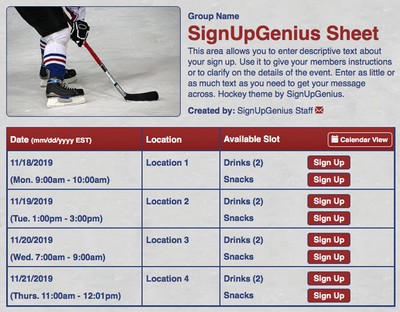 Group Name
SignUpGenius Sheet
This area allows you to enter descriptive text about
your sign up. Use it to give your members instructions
or to clarify on the details of the event. Enter as little or
as much text as you need to get your message
across. Hockey theme by SignUpGenius.
Created by: SignUpGenius Staff
Date (mm/dd/yyyy EST) Location Available Slot Calendar View
11/18/2019 Location 1 Drinks (2) Sign Up
(Mon. 9:00am - 10:00am) Snacks Sign Up
11/19/2019 Location 2 Drinks (2) Sign Up
(Tue. 1:00pm - 3:00pm) Snacks Sign Up
11/20/2019 Location 3 Drinks (2) Sign Up
(Wed. 7:00am - 9:00am) Snacks Sign Up
11/21/2019 Location 4 Drinks (2) Sign Up
(Thurs. 11:00am - 12:01pm) Snacks Sign Up